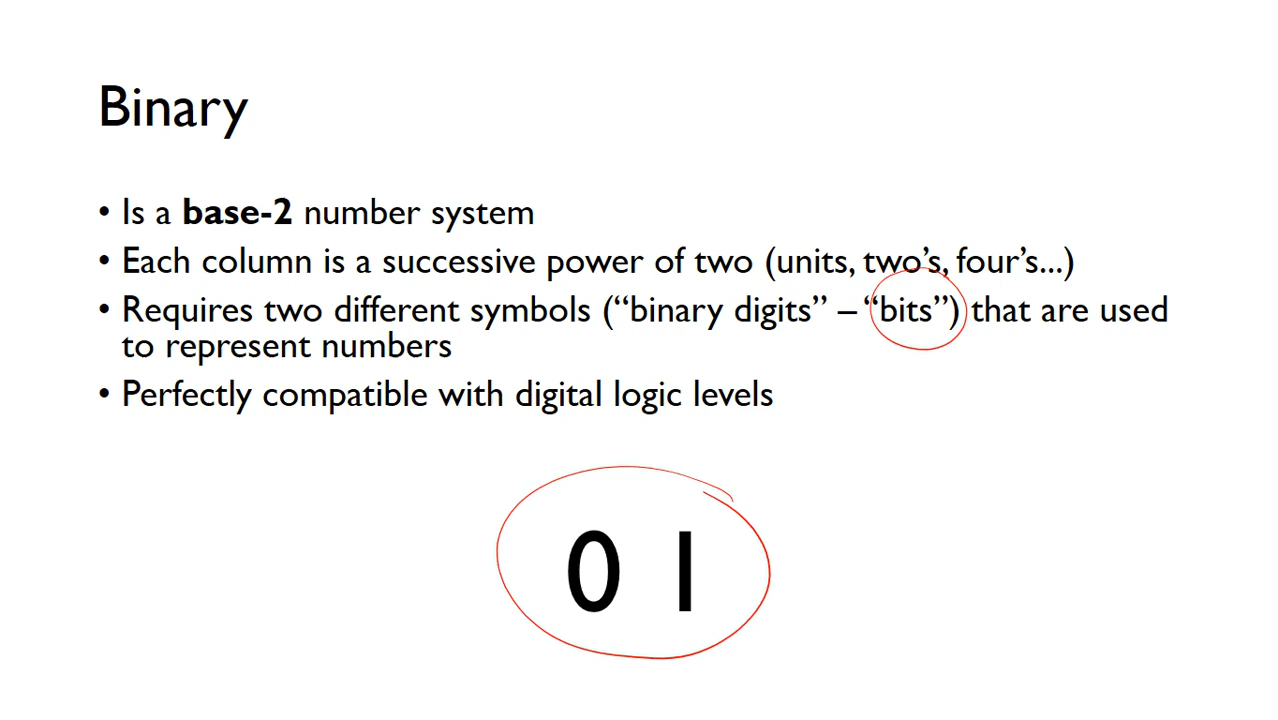 Binary
• Is a base-2 number system
• Each column is a successive power of two (units, two’s, four’s...)
• Requires two different symbols (“binary digits” – “bits”) that are used
to represent numbers
• Perfectly compatible with digital logic levels
0 1